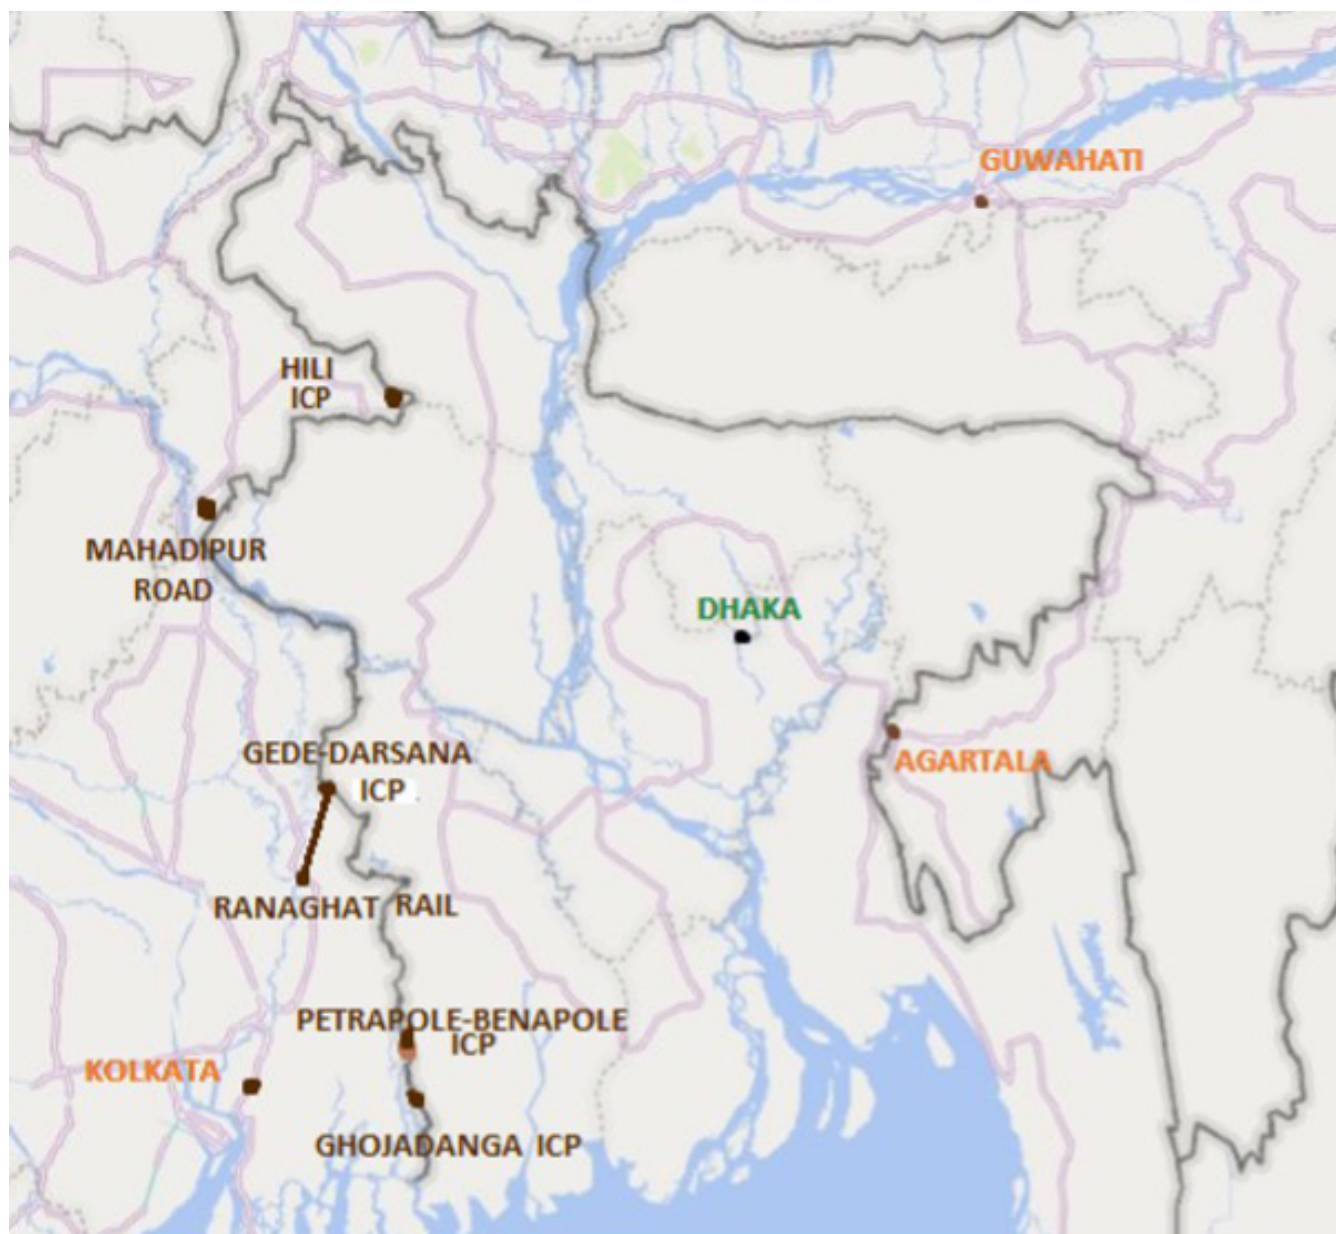 GUWAHATI
HILI
ICP
MAHADIPUR
ROAD
DHAKA
GEDE-DARSANA
ICP
AGARTALA
RANAGHAT RAIL
PETRAPOLE-BENAPOLE
ICP
KOLKATA
GHOJADANGA ICP